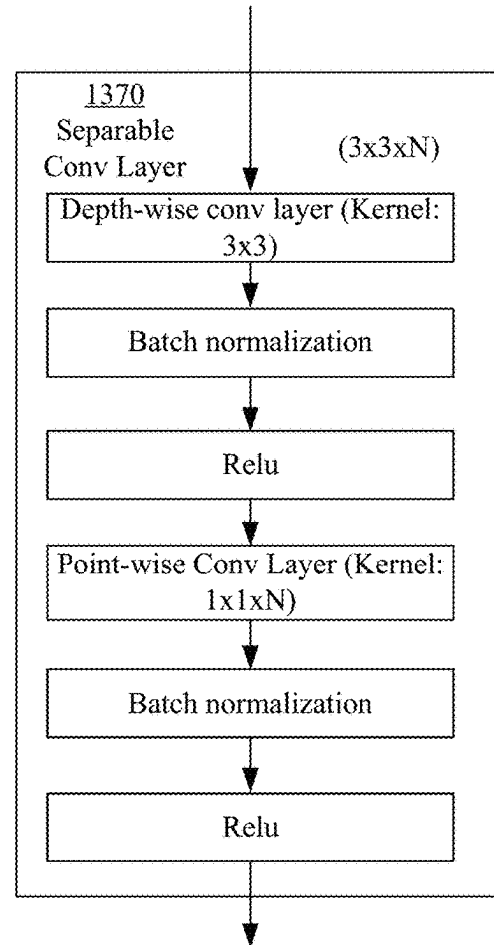 1370
Separable
Conv Layer
(3x3xN)
Depth-wise conv layer (Kernel:
3x3)
Batch normalization
Relu
Point-wise Conv Layer (Kernel:
1x1xN)
Batch normalization
Relu